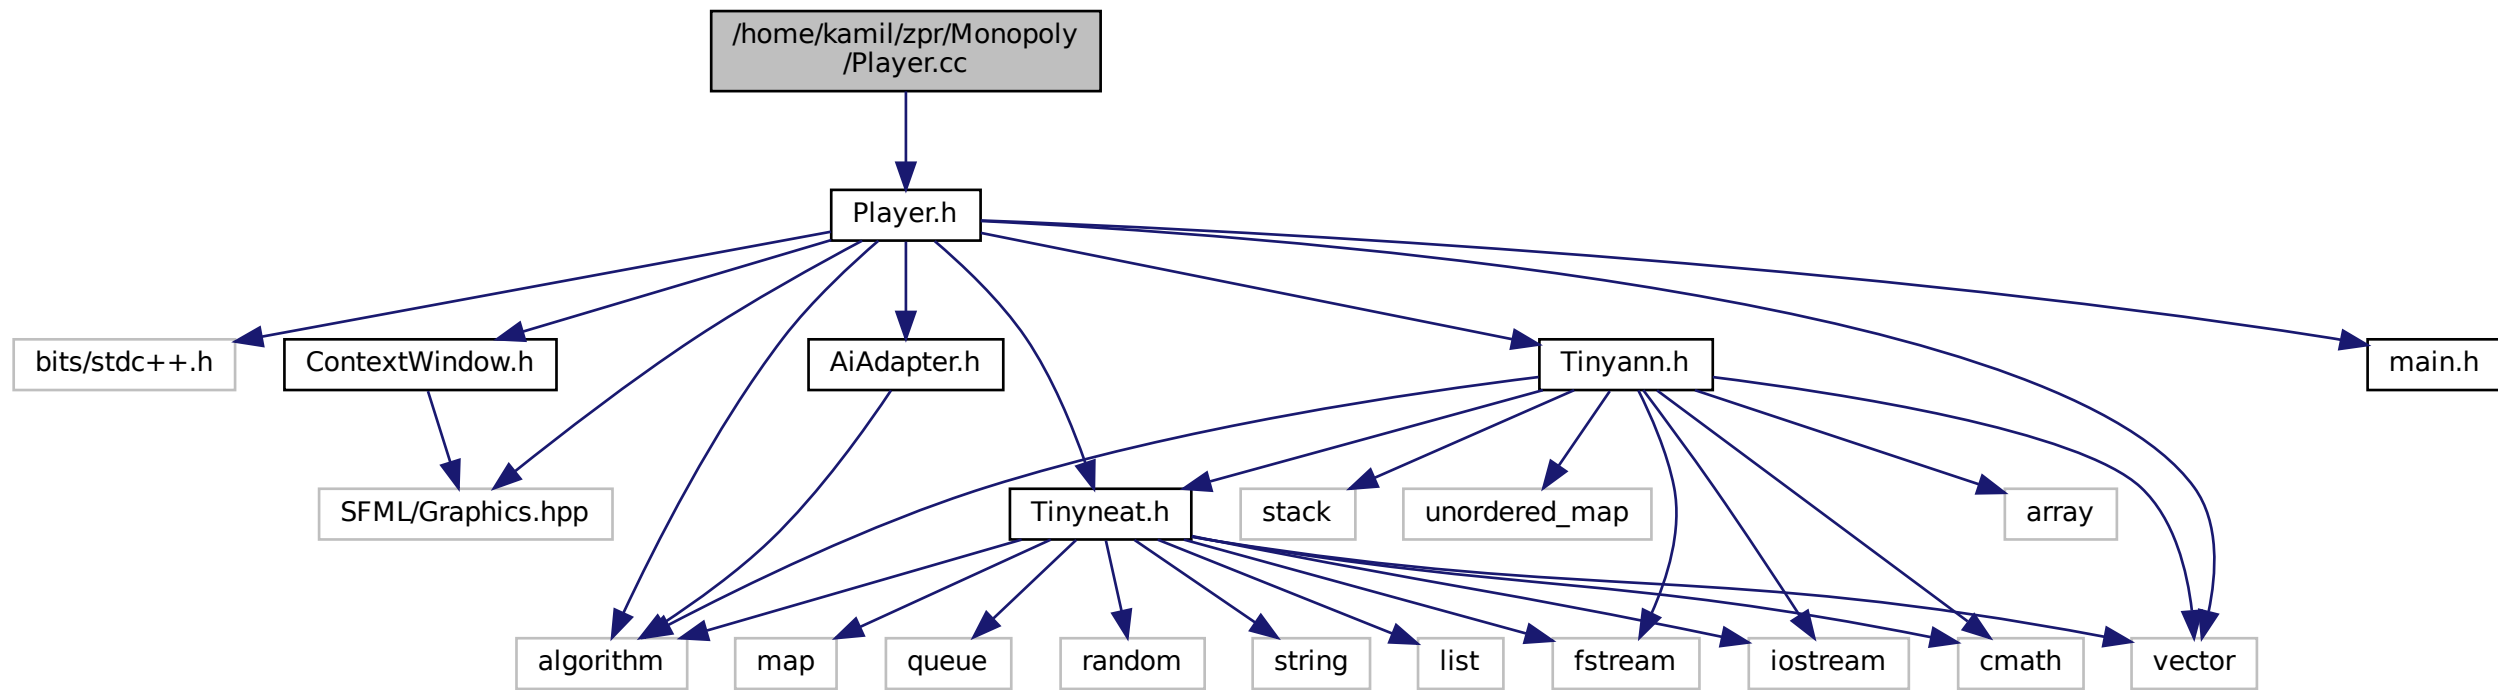 /home/kamil/zpr/Monopoly
/Player.cc
Player.h
bits/stdc++.h
ContextWindow.h
AiAdapter.h
Tinyann.h
main.h
SFML/Graphics.hpp
Tinyneat.h
stack
unordered_map
array
algorithm
map
queue
random
string
list
fstream
iostream
cmath
vector